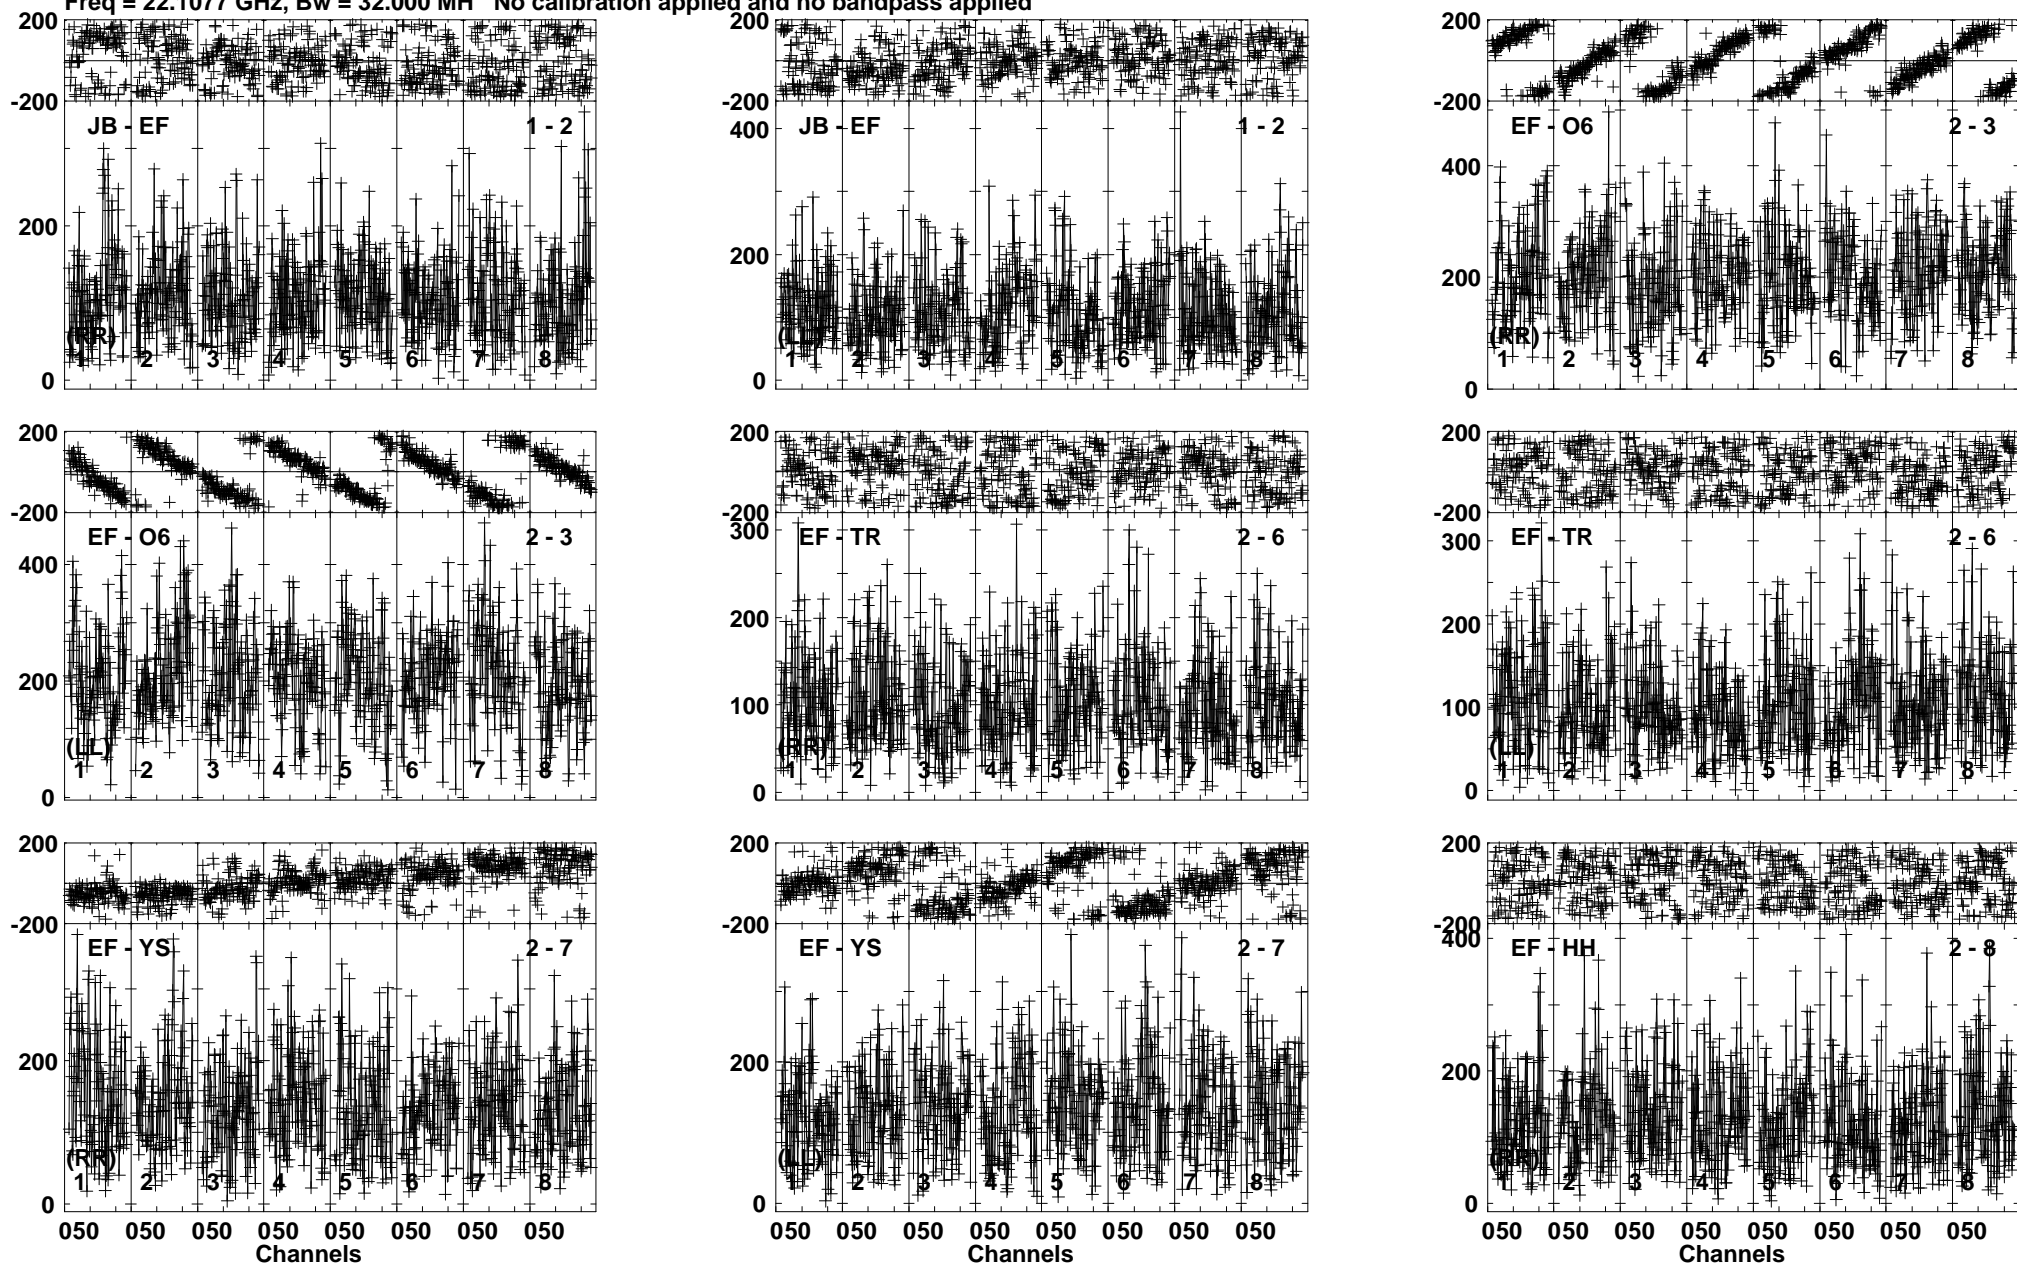 Freq = 22.1077 GHz, Bw = 32.000 MH No calibration applied and no bandpass applied
200
-200
JB - EF 1 - 2
200
(RR)
1 2 3 4 5 6 7 8
0
200
-200
400
JB - EF 1 - 2
200
(LL)
1 2 3 4 5 6 7 8
0
200
-200
EF - O6 2 - 3
400
200
(RR)
1 2 3 4 5 6 7 8
0
200
-200
EF - O6 2 - 3
400
200
(LL)
1 2 3 4 5 6 7 8
0
200
-200
300
EF - TR 2 - 6
200
100
(RR)
1 2 3 4 5 6 7 8
0
200
-200
300
EF - TR 2 - 6
200
100
(LL)
1 2 3 4 5 6 7 8
0
200
-200
EF - YS 2 - 7
200
(RR)
1 2 3 4 5 6 7 8
0
050 050 050 050 050 050 050 050
Channels
200
-200
EF - YS 2 - 7
200
(LL)
1 2 3 4 5 6 7 8
0
050 050 050 050 050 050 050 050
Channels
200
-200
400
EF - HH 2 - 8
200
(RR)
1 2 3 4 5 6 7 8
0
050 050 050 050 050 050 050 050
Channels